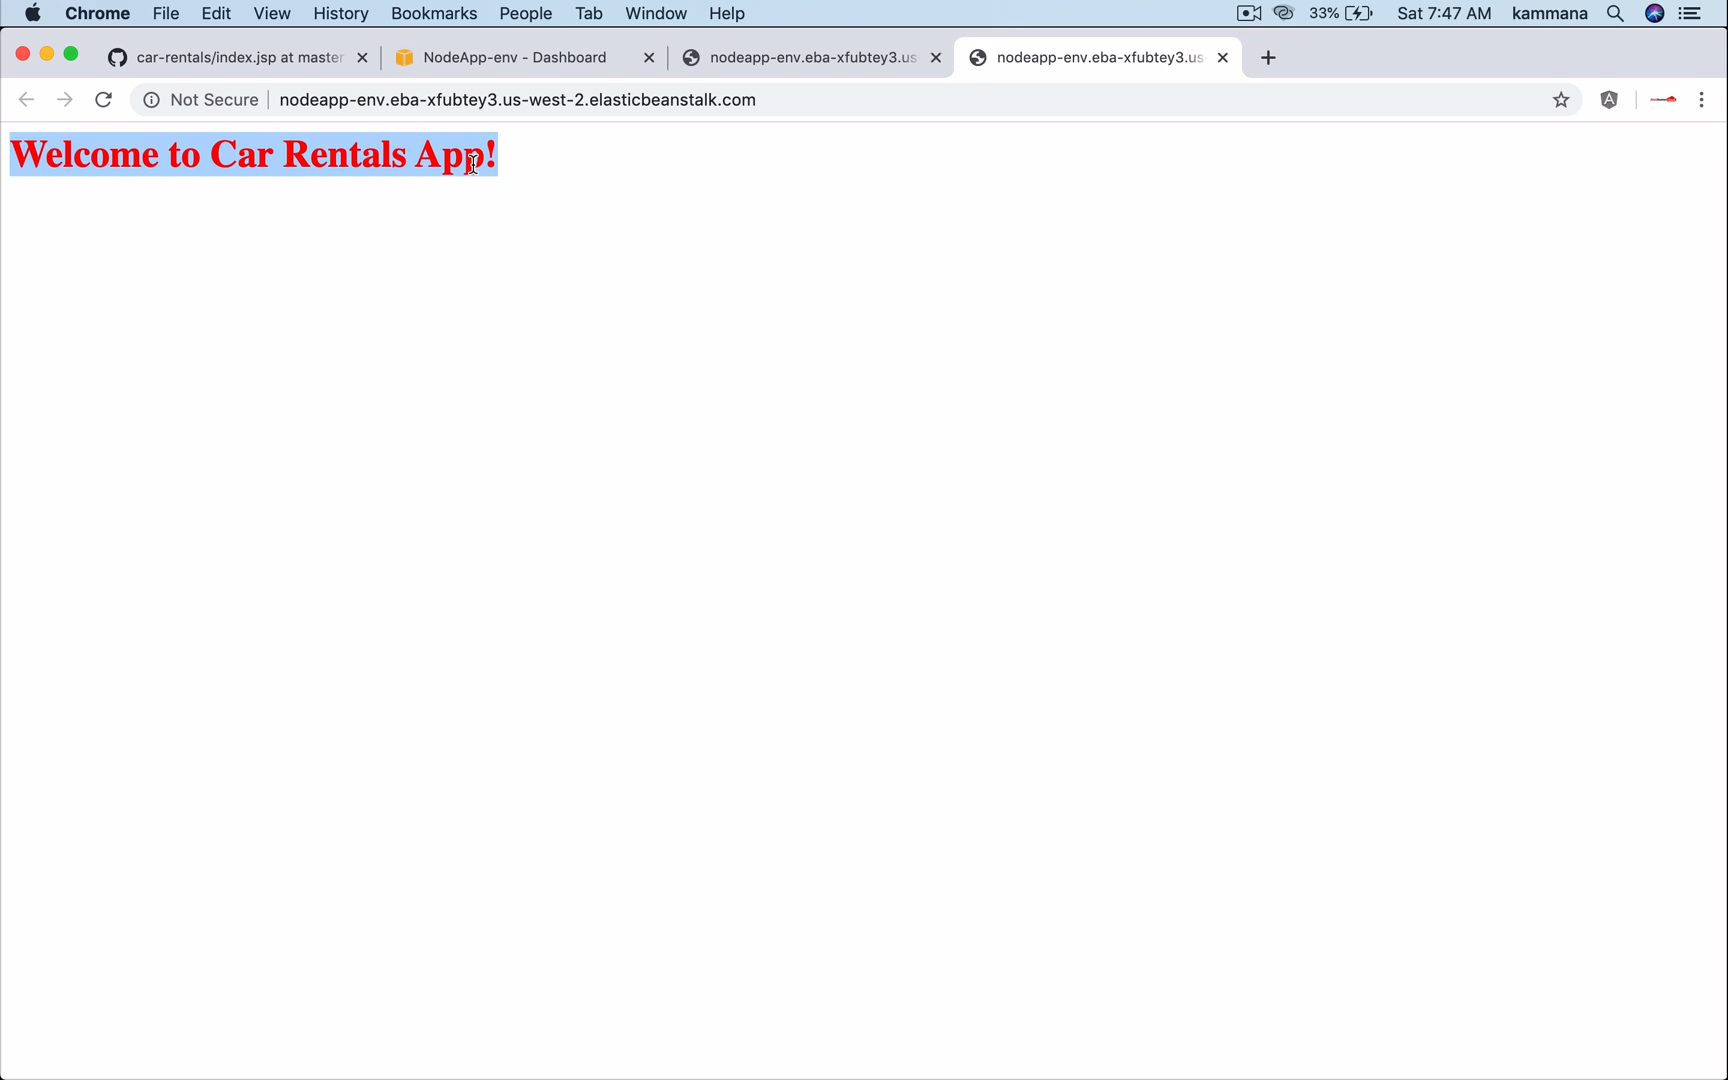 Chrome File Edit View History Bookmarks People Tab Window Help 33% Sat 7:47 AM kammana
car-rentals/index.jsp at master NodeApp-env - Dashboard nodeapp-env.eba-xfubtey3.us nodeapp-env.eba-xfubtey3.us-
Not Secure nodeapp-env.eba-xfubtey3.us-west-2.elasticbeanstalk.com
Welcome to Car Rentals App!